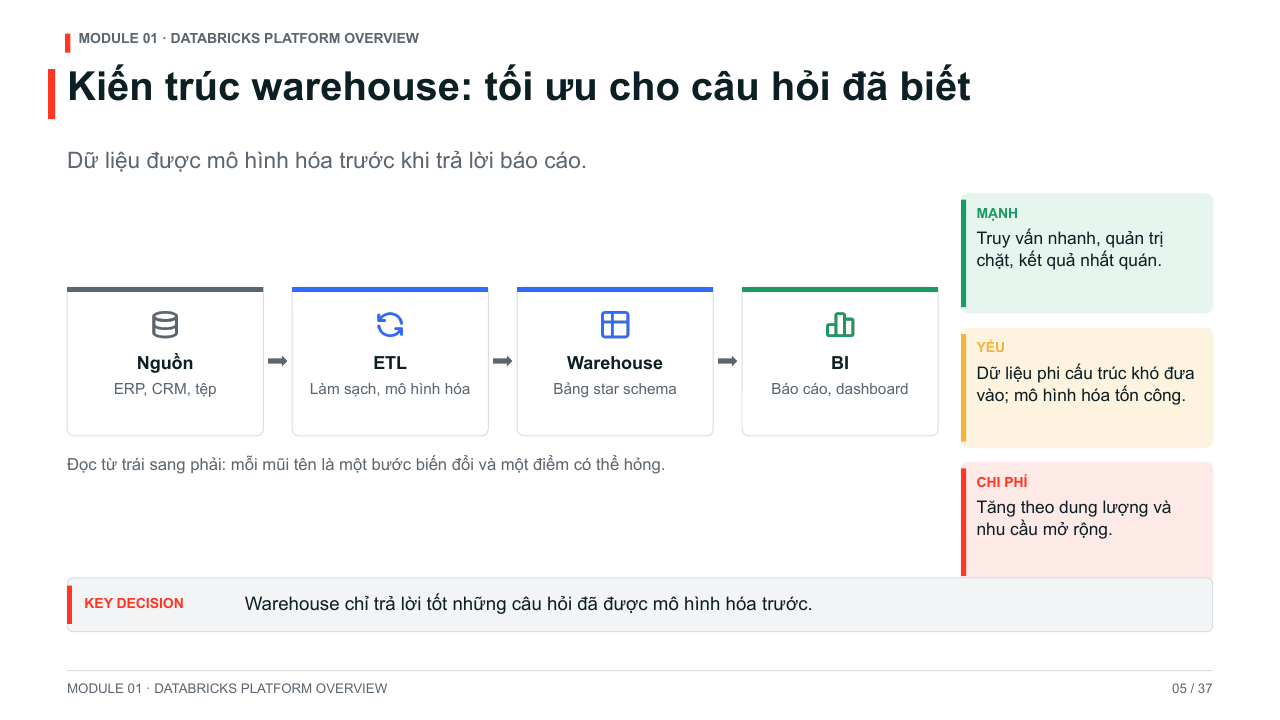 MODULE 01 · DATABRICKS PLATFORM OVERVIEW
Kiến trúc warehouse: tối ưu cho câu hỏi đã biết
Dữ liệu được mô hình hóa trước khi trả lời báo cáo.
Nguồn
ERP, CRM, tệp
ETL
Làm sạch, mô hình hóa
Warehouse
Bảng star schema
BI
Báo cáo, dashboard
Đọc từ trái sang phải: mỗi mũi tên là một bước biến đổi và một điểm có thể hỏng.
MẠNH
Truy vấn nhanh, quản trị
chặt, kết quả nhất quán.
YẾU
Dữ liệu phi cấu trúc khó đưa
vào; mô hình hóa tốn công.
CHI PHÍ
Tăng theo dung lượng và
nhu cầu mở rộng.
KEY DECISION
Warehouse chỉ trả lời tốt những câu hỏi đã được mô hình hóa trước.
MODULE 01 · DATABRICKS PLATFORM OVERVIEW
05 / 37